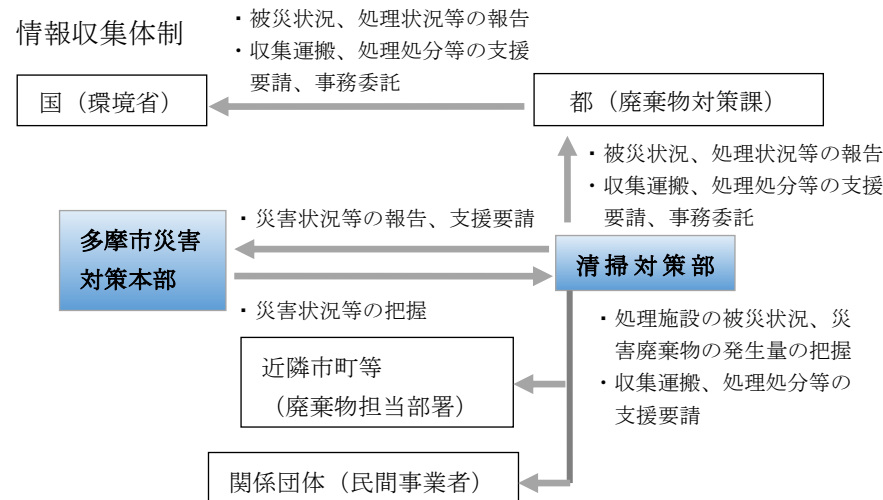 情報収集体制
・被災状況、処理状況等の報告
・収集運搬、処理処分等の支援
要請、事務委託
国（環境省）
都（廃棄物対策課）
・被災状況、処理状況等の報告
・収集運搬、処理処分等の支援
要請、事務委託
・災害状況等の報告、支援要請
多摩市災害
対策本部
清掃対策部
・災害状況等の把握
・処理施設の被災状況、災
害廃棄物の発生量の把握
・収集運搬、処理処分等の
支援要請
近隣市町等
（廃棄物担当部署）
関係団体（民間事業者）